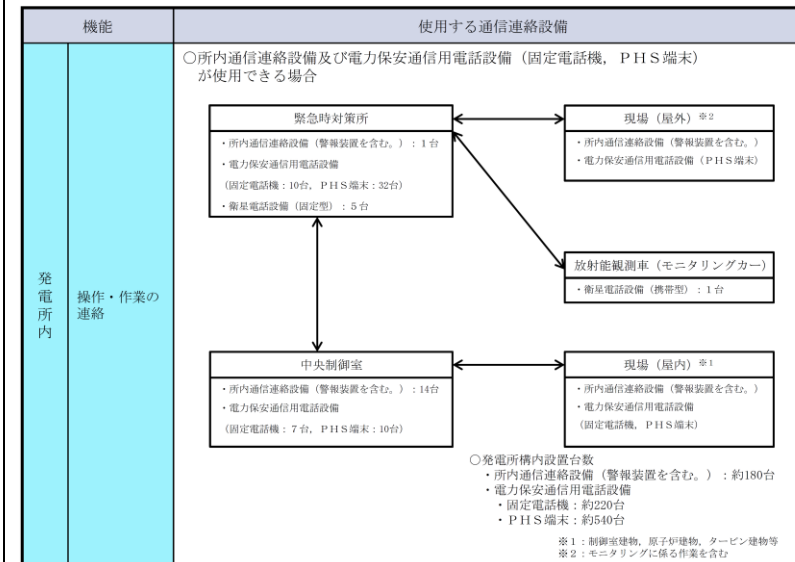 機能
使用する通信連絡設備
発電所内
操作・作業の
連絡
○所内通信連絡設備及び電力保安通信用電話設備(固定電話機,PHS端末)
が使用できる場合
緊急時対策所
・所内通信連絡設備(警報装置を含む。):1台
・電力保安通信用電話設備
(固定電話機:10台,PHS端末:32台)
・衛星電話設備(固定型):5台
現場(屋外)※2
・所内通信連絡設備(警報装置を含む。)
・電力保安通信用電話設備(PHS端末)
放射能観測車(モニタリングカー)
・衛星電話設備(携帯型):1台
中央制御室
・所内通信連絡設備(警報装置を含む。):14台
・電力保安通信用電話設備
(固定電話機:7台,PHS端末:10台)
現場(屋内)※1
・所内通信連絡設備(警報装置を含む。)
・電力保安通信用電話設備
(固定電話機,PHS端末)
○発電所構内設置台数
・所内通信連絡設備(警報装置を含む。):約180台
・電力保安通信用電話設備
・固定電話機:約220台
・PHS端末:約540台
※1:制御室建物,原子炉建物,タービン建物等
※2:モニタリングに係る作業を含む